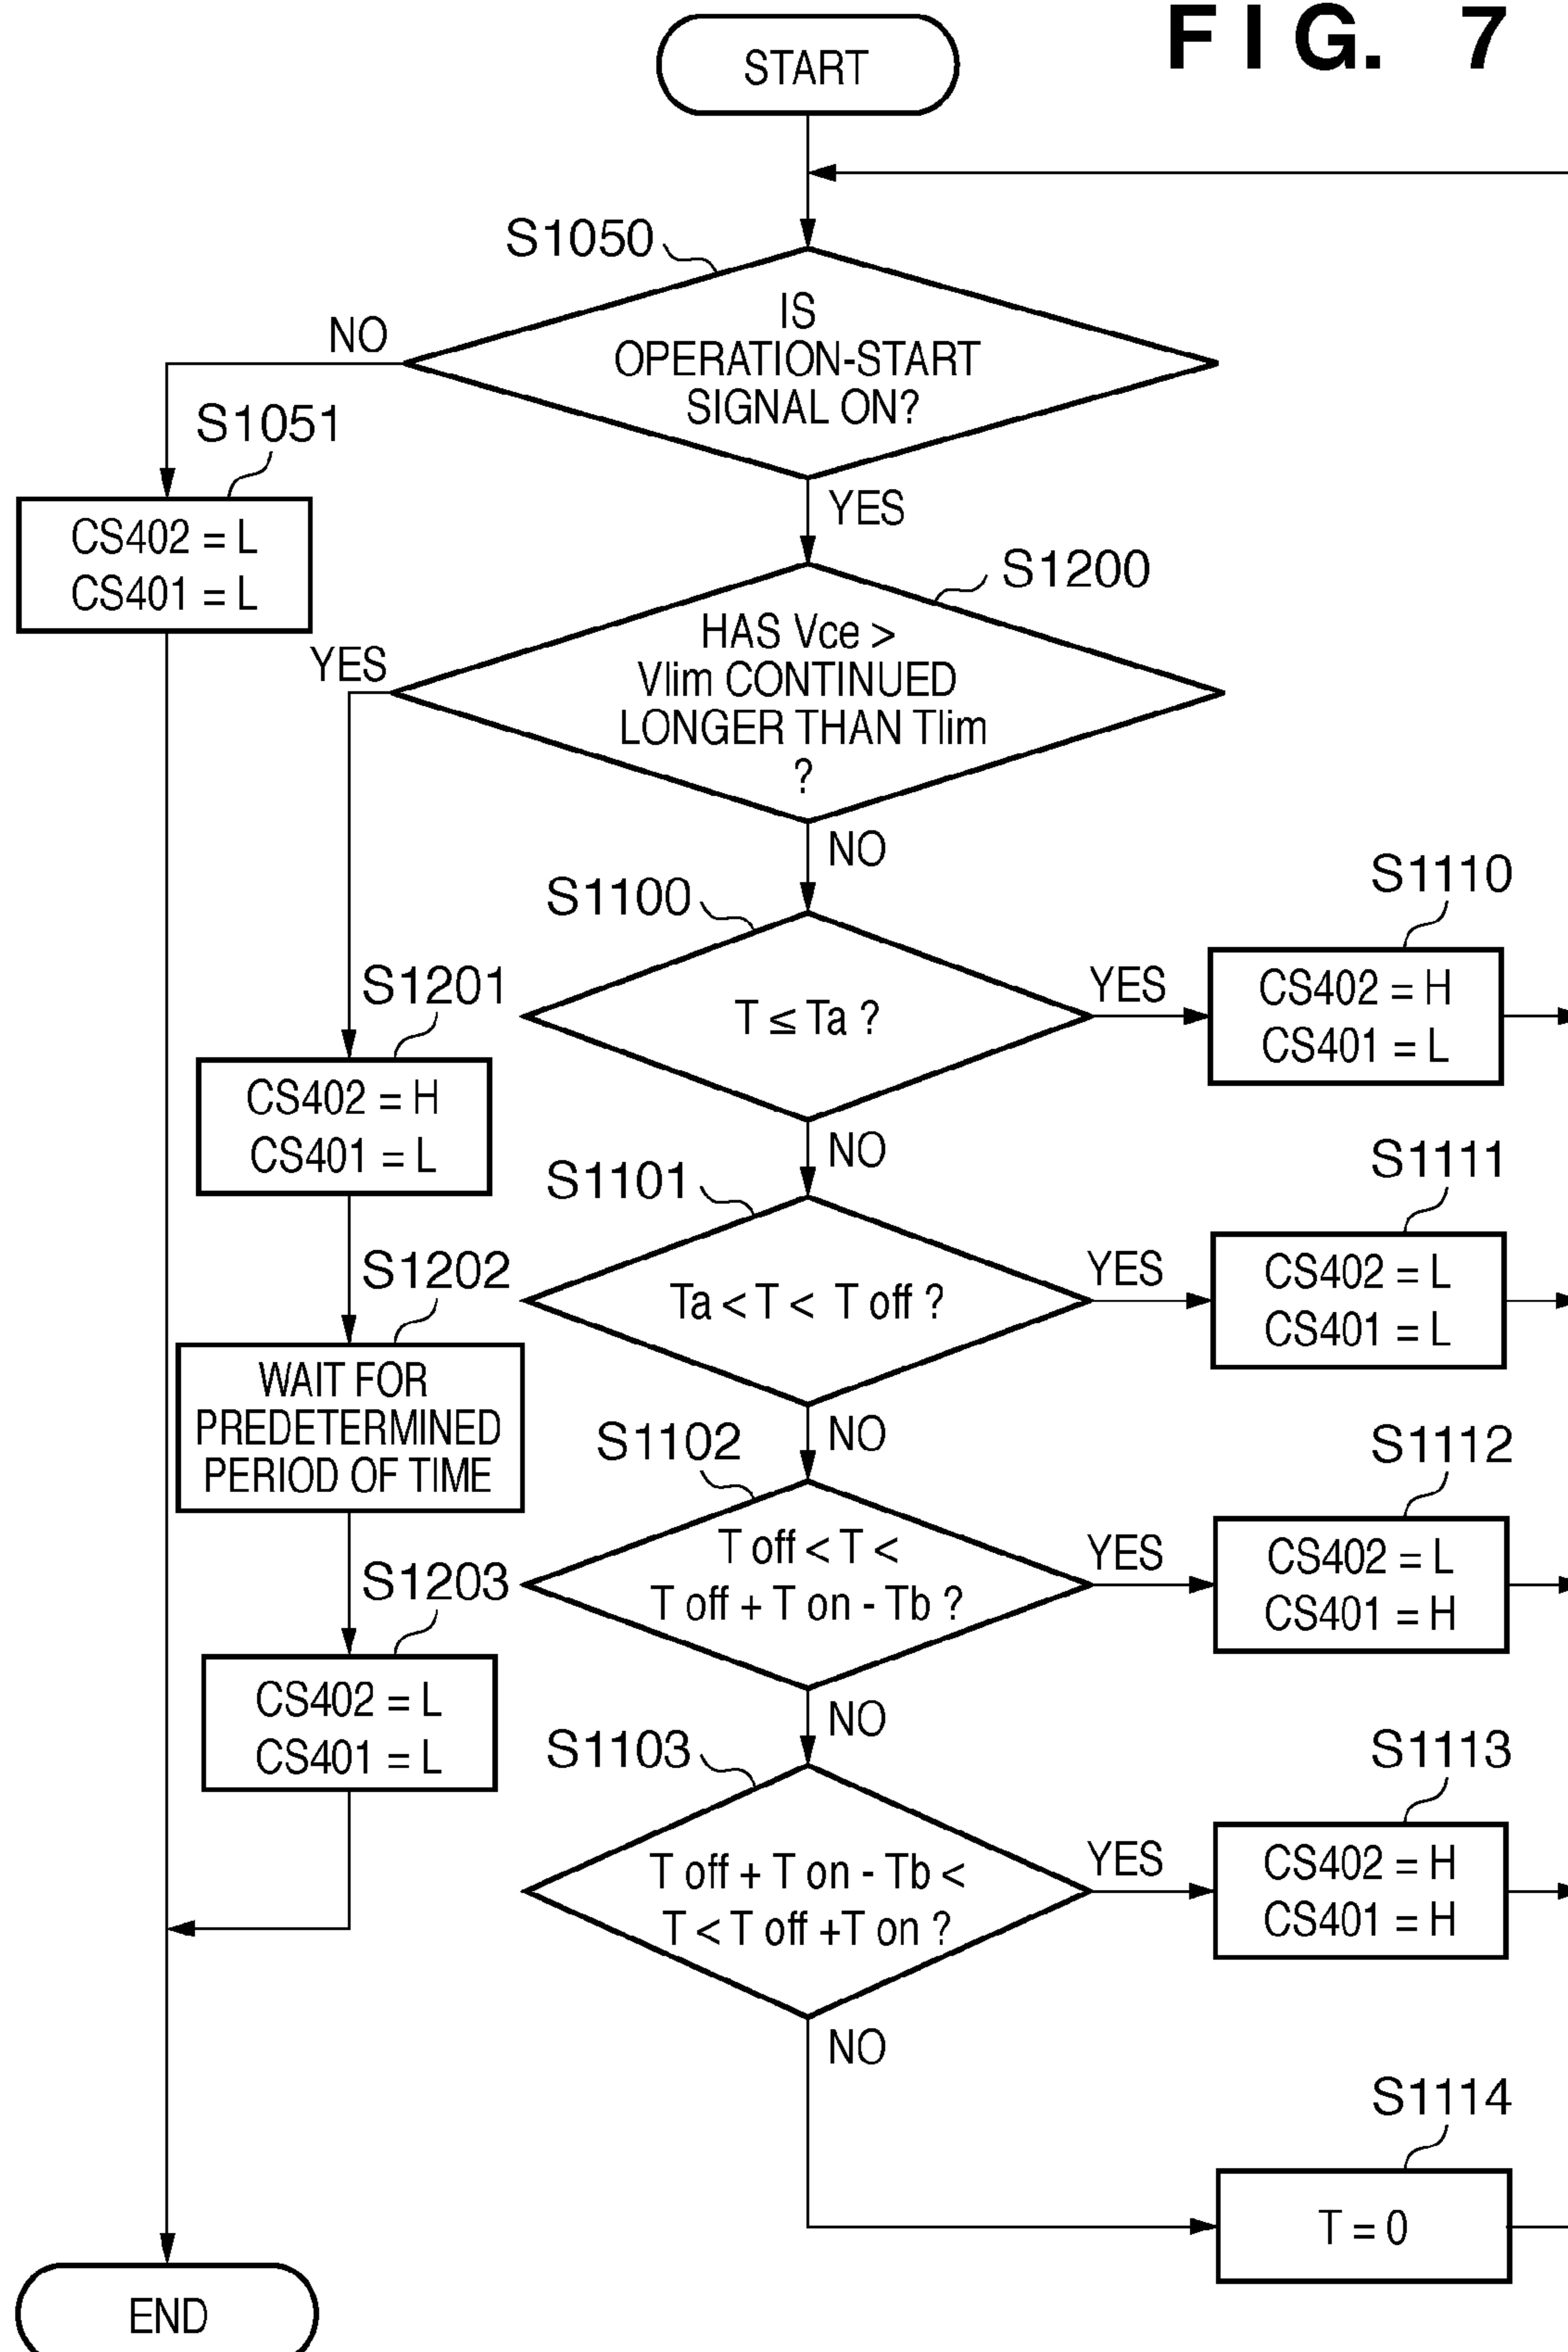 FIG. 7
START
S1050
IS
OPERATION-START
SIGNAL ON?
NO
YES
S1051
CS402 = L
CS401 = L
S1200
HAS Vce >
Vlim CONTINUED
LONGER THAN Tlim
?
YES
NO
S1100
T ≤ Ta ?
YES
NO
S1110
CS402 = H
CS401 = L
S1201
CS402 = H
CS401 = L
S1101
Ta < T < T off ?
YES
NO
S1111
CS402 = L
CS401 = L
S1202
WAIT FOR
PREDETERMINED
PERIOD OF TIME
S1102
T off < T <
T off + T on - Tb ?
YES
NO
S1112
CS402 = L
CS401 = H
S1203
CS402 = L
CS401 = L
S1103
T off + T on - Tb <
T < T off +T on ?
YES
NO
S1113
CS402 = H
CS401 = H
S1114
T = 0
END